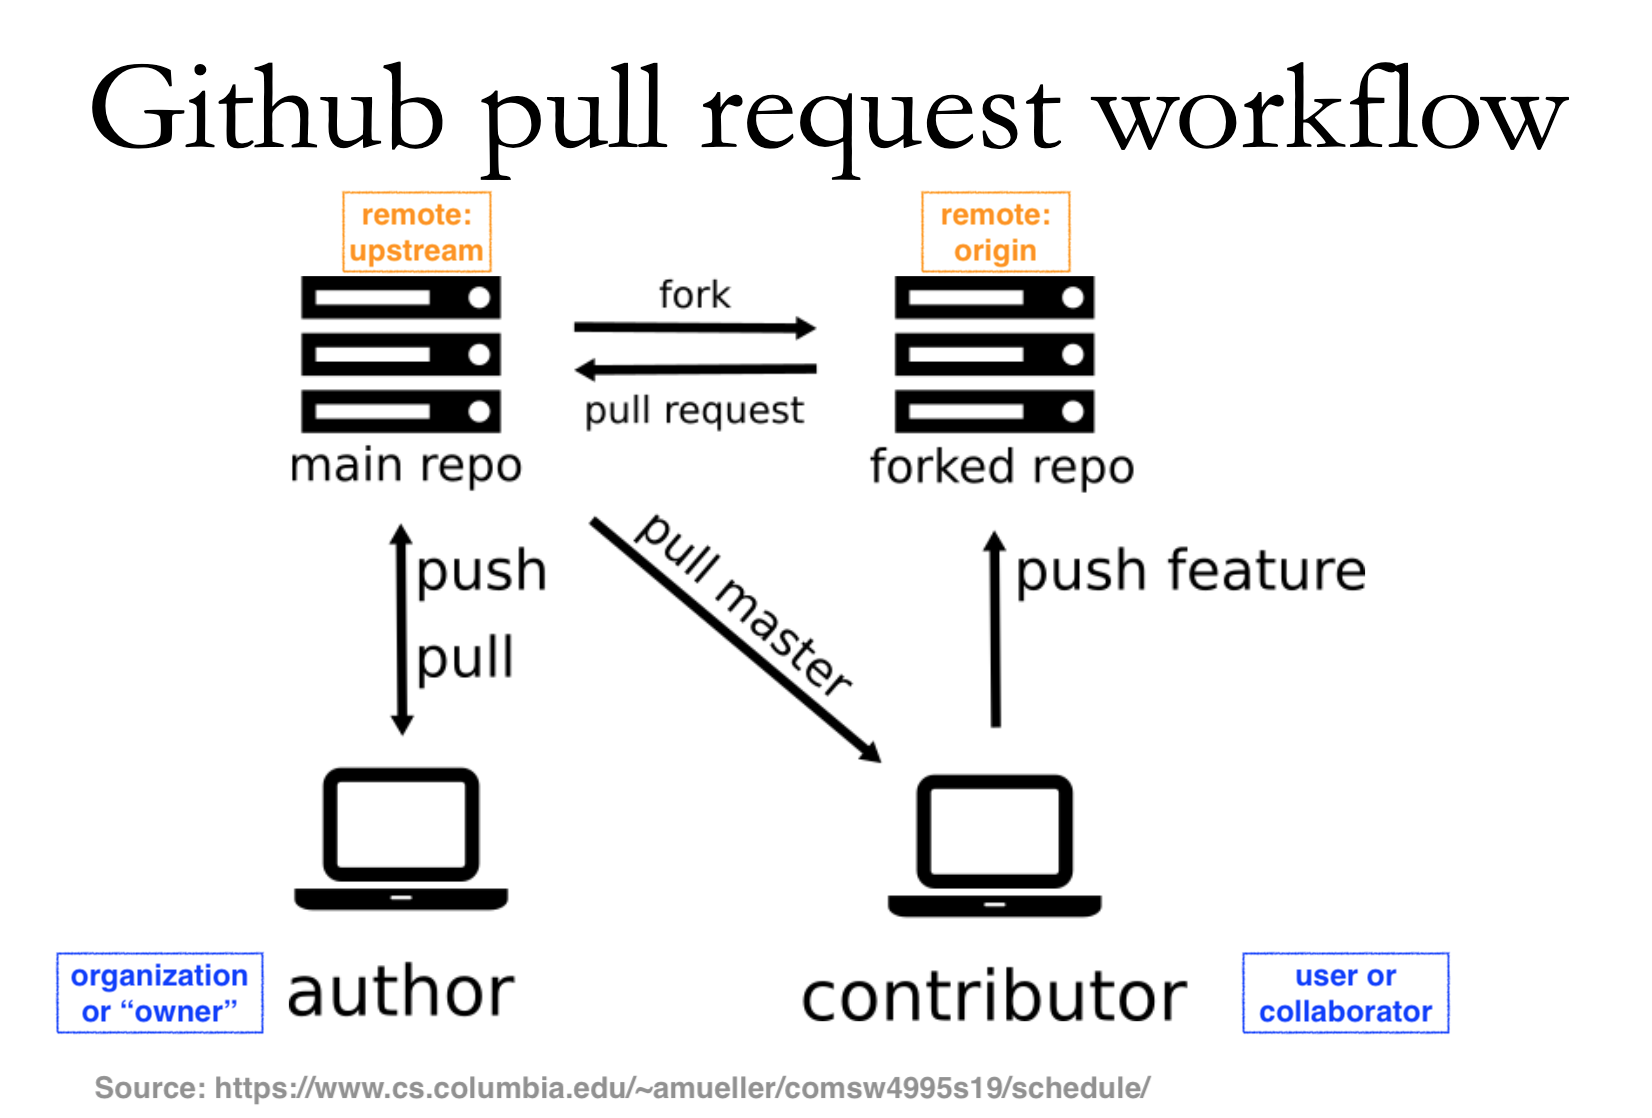 Github pull request workflow
remote:
upstream
remote:
origin
fork
pull request
main repo
forked repo
push
pull
pull master
push feature
organization
or “owner”
author
contributor
user or
collaborator
Source: https://www.cs.columbia.edu/~amueller/comsw4995s19/schedule/